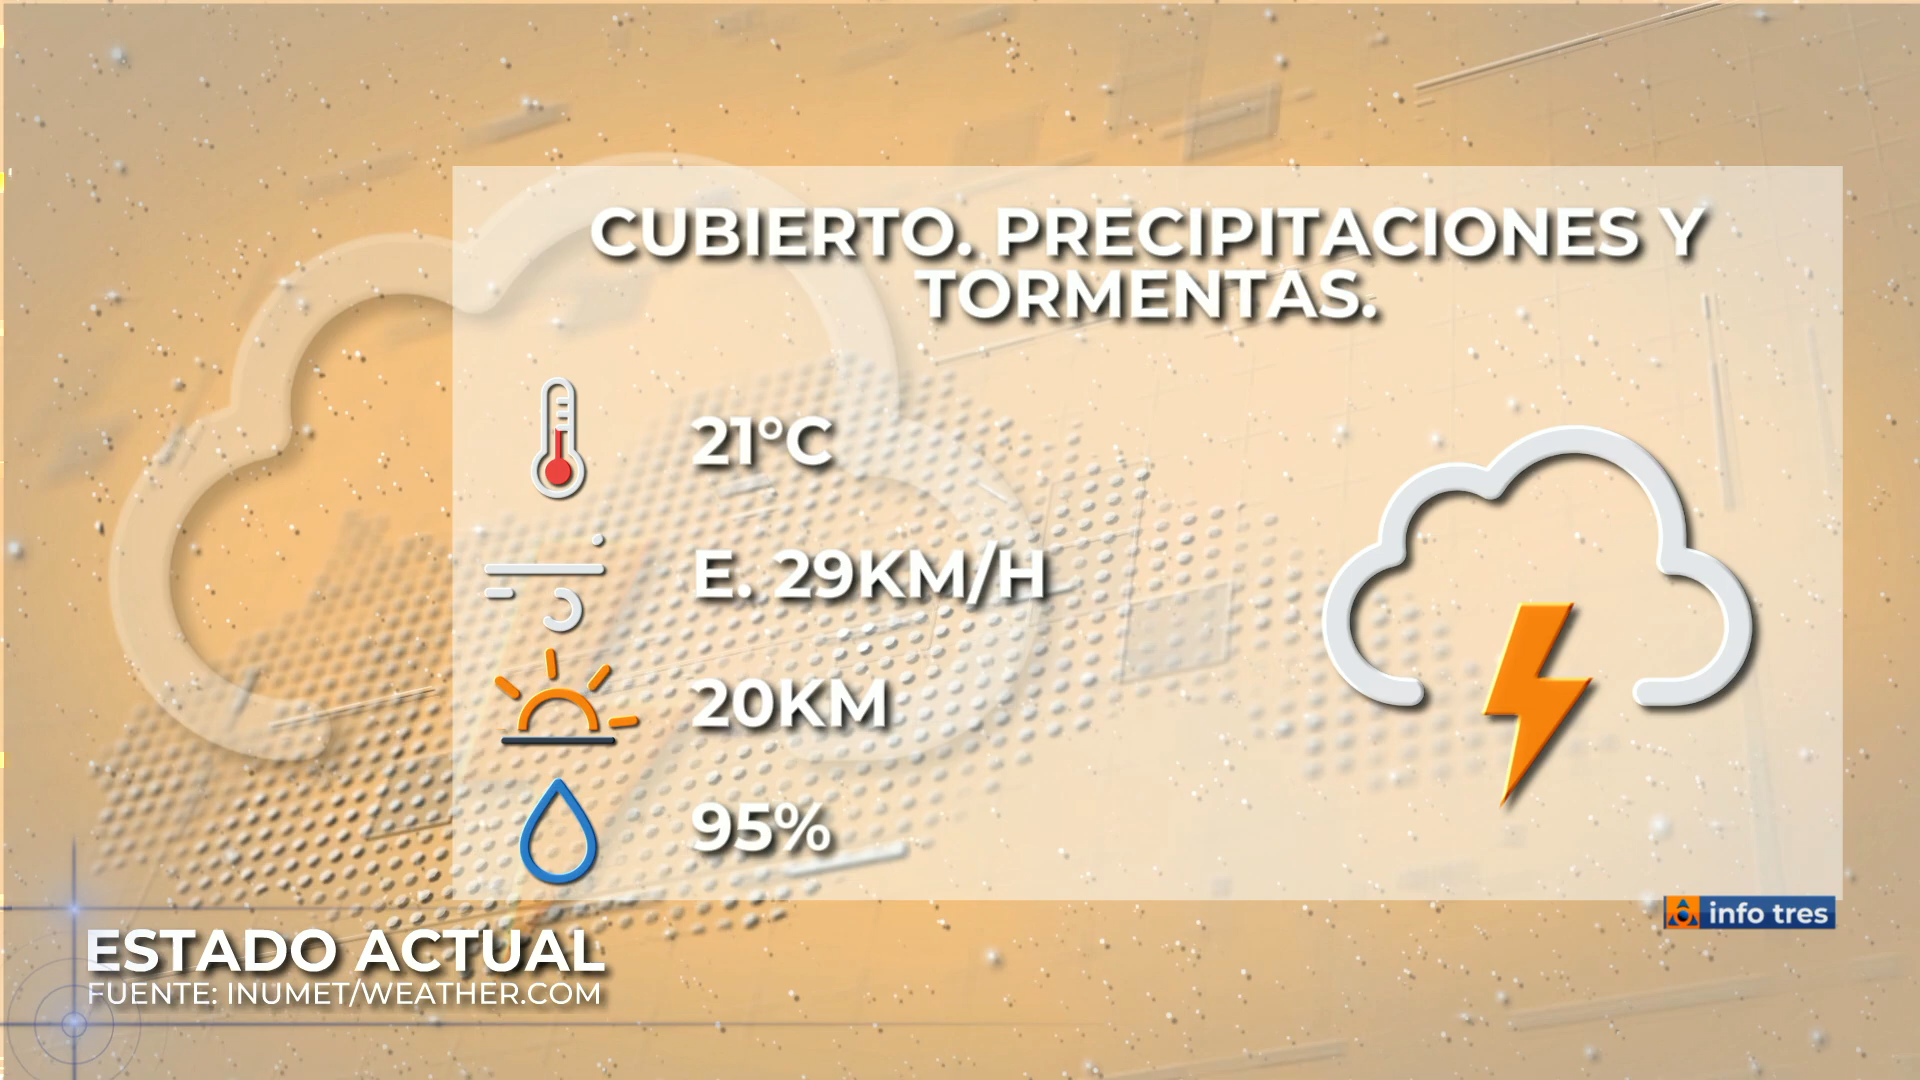 CUBIERTO. PRECIPITACIONES Y
TORMENTAS.
21°C
E. 29KM/H
20KM
95%
info tres
ESTADO ACTUAL
FUENTE: INUMET/WEATHER.COM